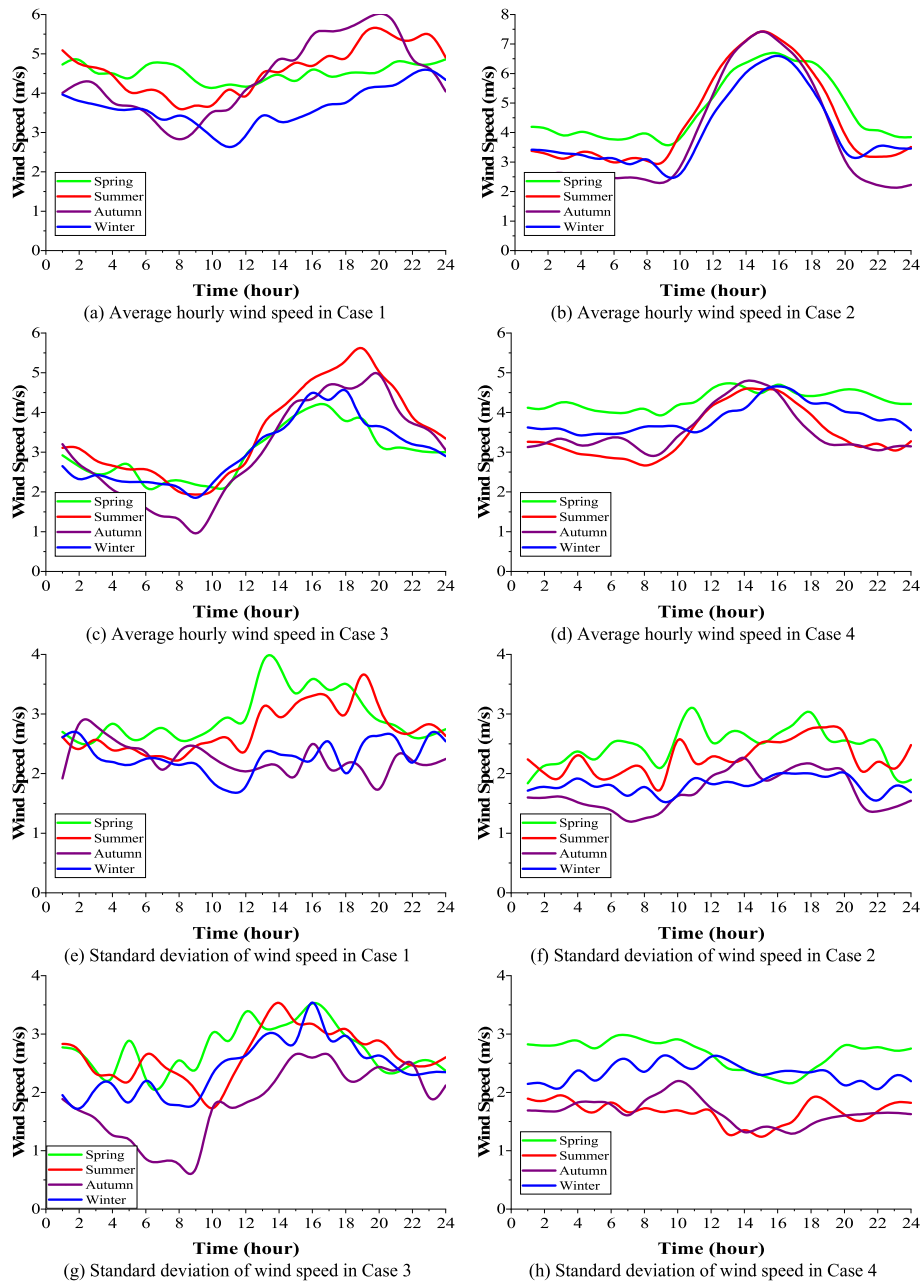 6
5
4
3
2
1
0
Wind Speed (m/s)
Spring
Summer
Autumn
Winter
0 2 4 6 8 10 12 14 16 18 20 22 24
Time (hour)
(a) Average hourly wind speed in Case 1
8
7
6
5
4
3
2
1
0
Wind Speed (m/s)
Spring
Summer
Autumn
Winter
0 2 4 6 8 10 12 14 16 18 20 22 24
Time (hour)
(b) Average hourly wind speed in Case 2
6
5
4
3
2
1
0
Wind Speed (m/s)
Spring
Summer
Autumn
Winter
0 2 4 6 8 10 12 14 16 18 20 22 24
Time (hour)
(c) Average hourly wind speed in Case 3
6
5
4
3
2
1
0
Wind Speed (m/s)
Spring
Summer
Autumn
Winter
0 2 4 6 8 10 12 14 16 18 20 22 24
Time (hour)
(d) Average hourly wind speed in Case 4
4
3
2
1
0
Wind Speed (m/s)
Spring
Summer
Autumn
Winter
0 2 4 6 8 10 12 14 16 18 20 22 24
Time (hour)
(e) Standard deviation of wind speed in Case 1
4
3
2
1
0
Wind Speed (m/s)
Spring
Summer
Autumn
Winter
0 2 4 6 8 10 12 14 16 18 20 22 24
Time (hour)
(f) Standard deviation of wind speed in Case 2
4
3
2
1
0
Wind Speed (m/s)
Spring
Summer
Autumn
Winter
0 2 4 6 8 10 12 14 16 18 20 22 24
Time (hour)
(g) Standard deviation of wind speed in Case 3
4
3
2
1
0
Wind Speed (m/s)
Spring
Summer
Autumn
Winter
0 2 4 6 8 10 12 14 16 18 20 22 24
Time (hour)
(h) Standard deviation of wind speed in Case 4